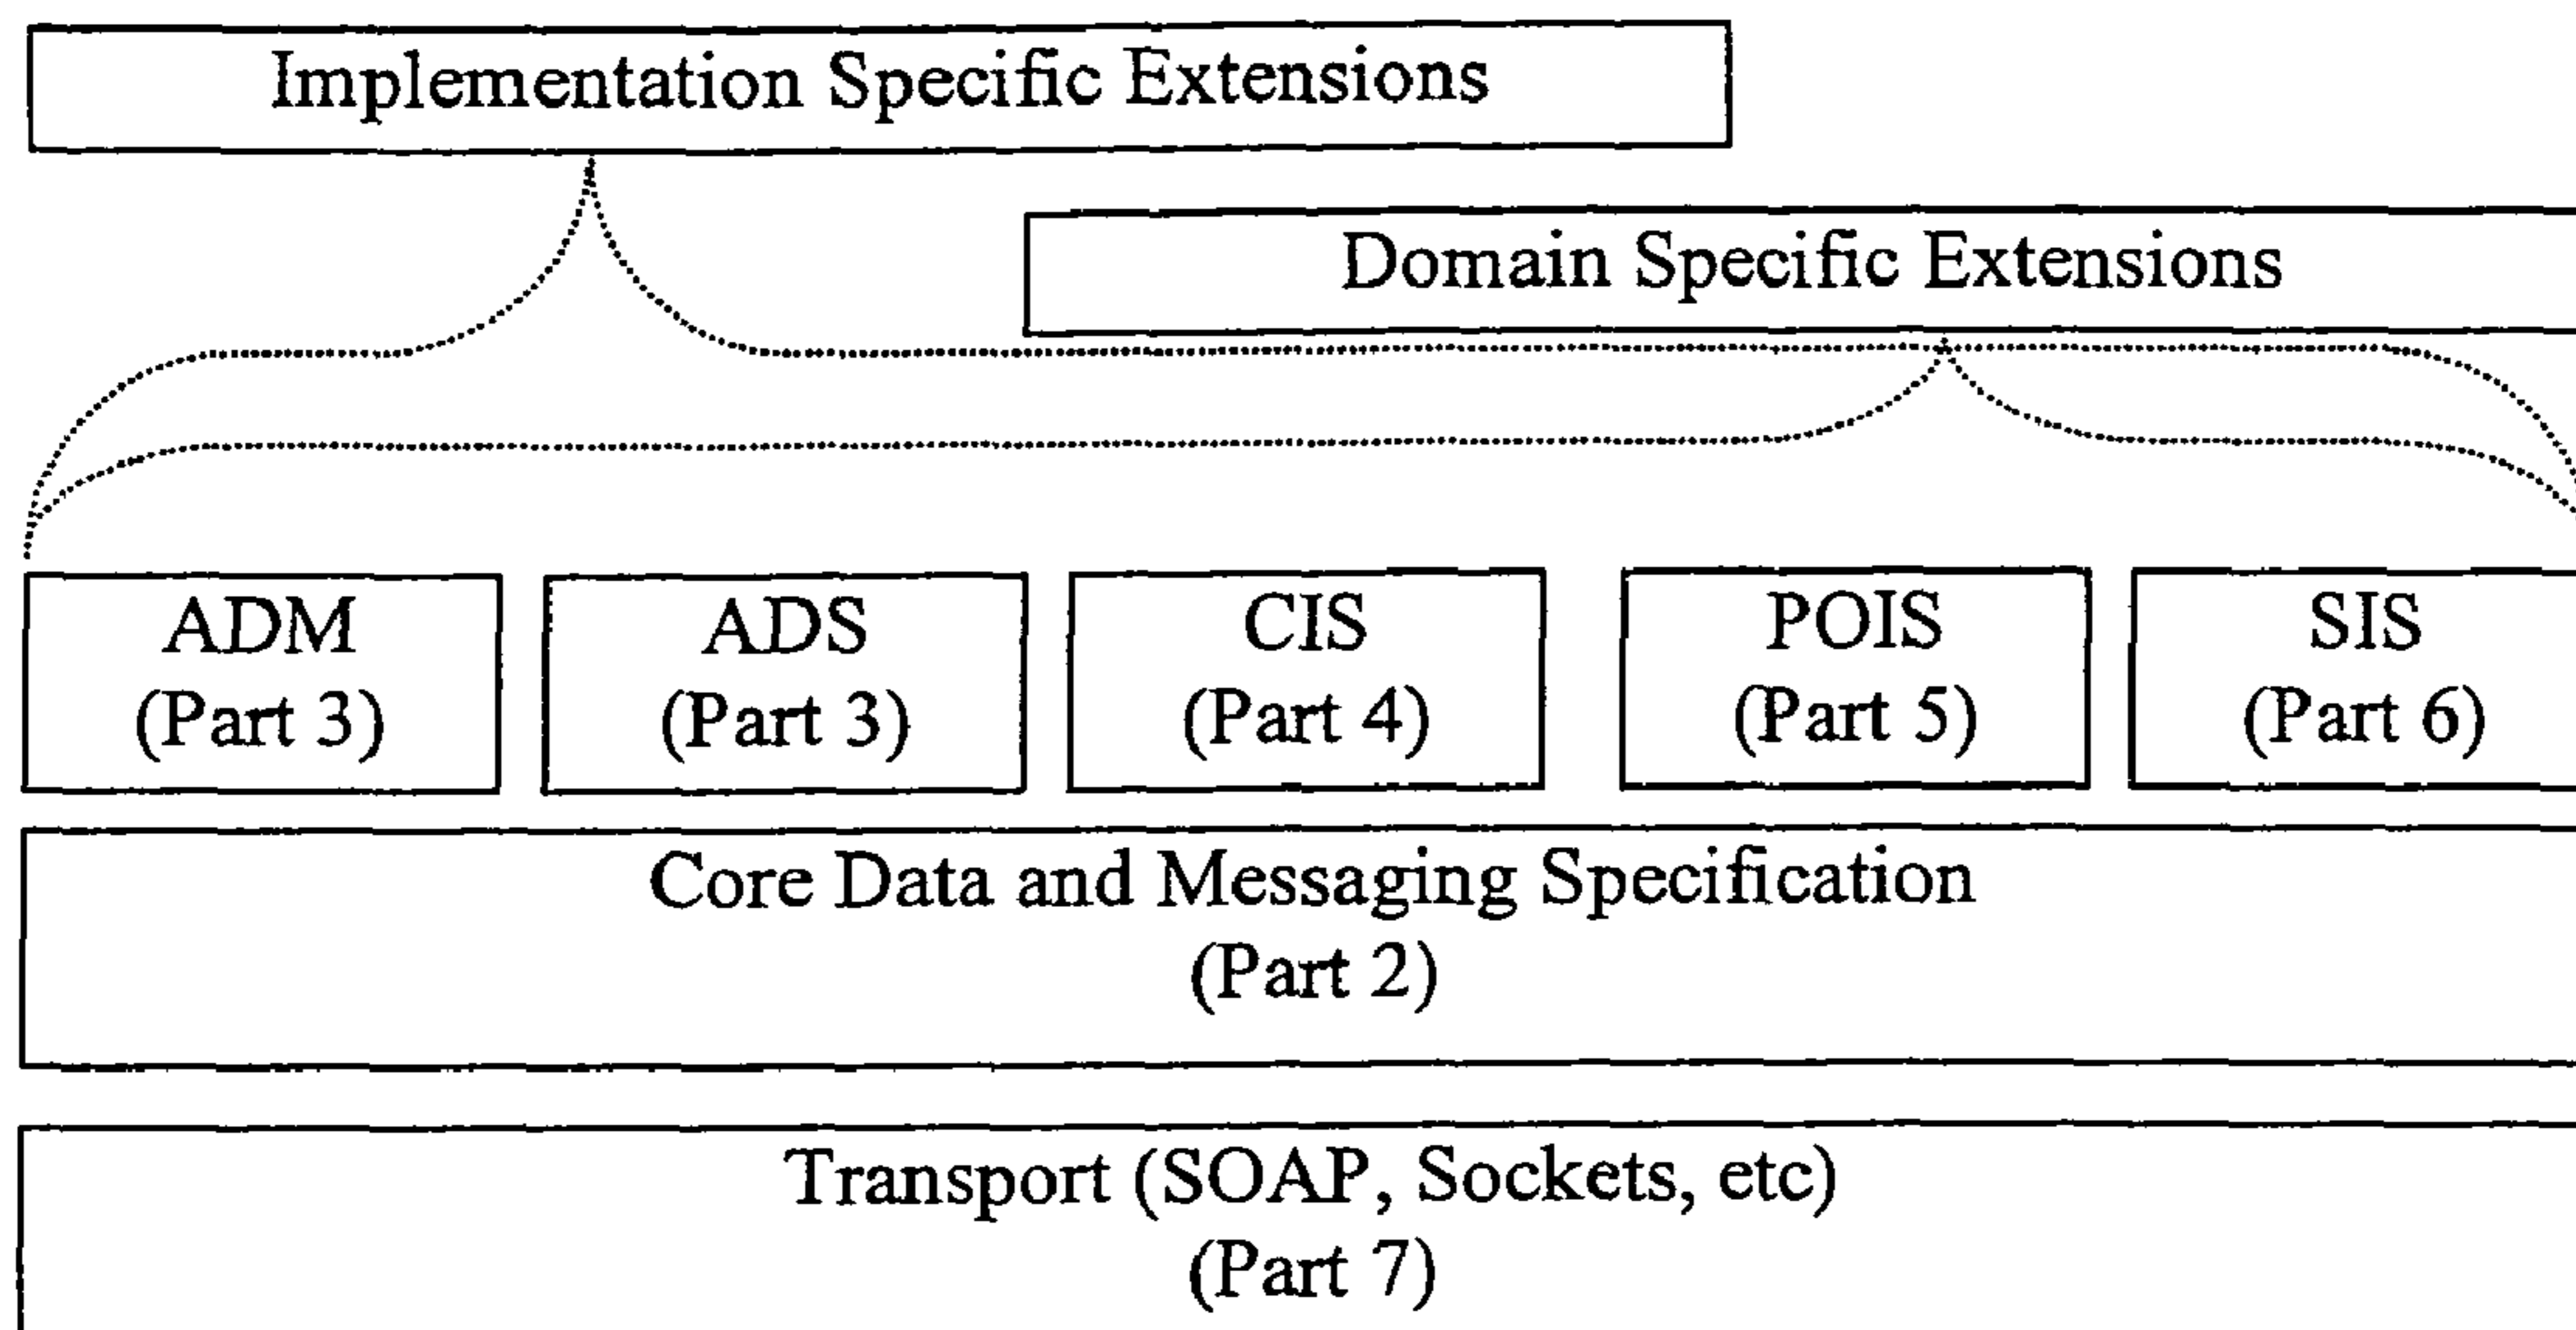 Implementation Specific Extensions
Domain Specific Extensions
ADM
(Part 3)
ADS
(Part 3)
CIS
(Part 4)
POIS
(Part 5)
SIS
(Part 6)
Core Data and Messaging Specification
(Part 2)
Transport (SOAP, Sockets, etc)
(Part 7)